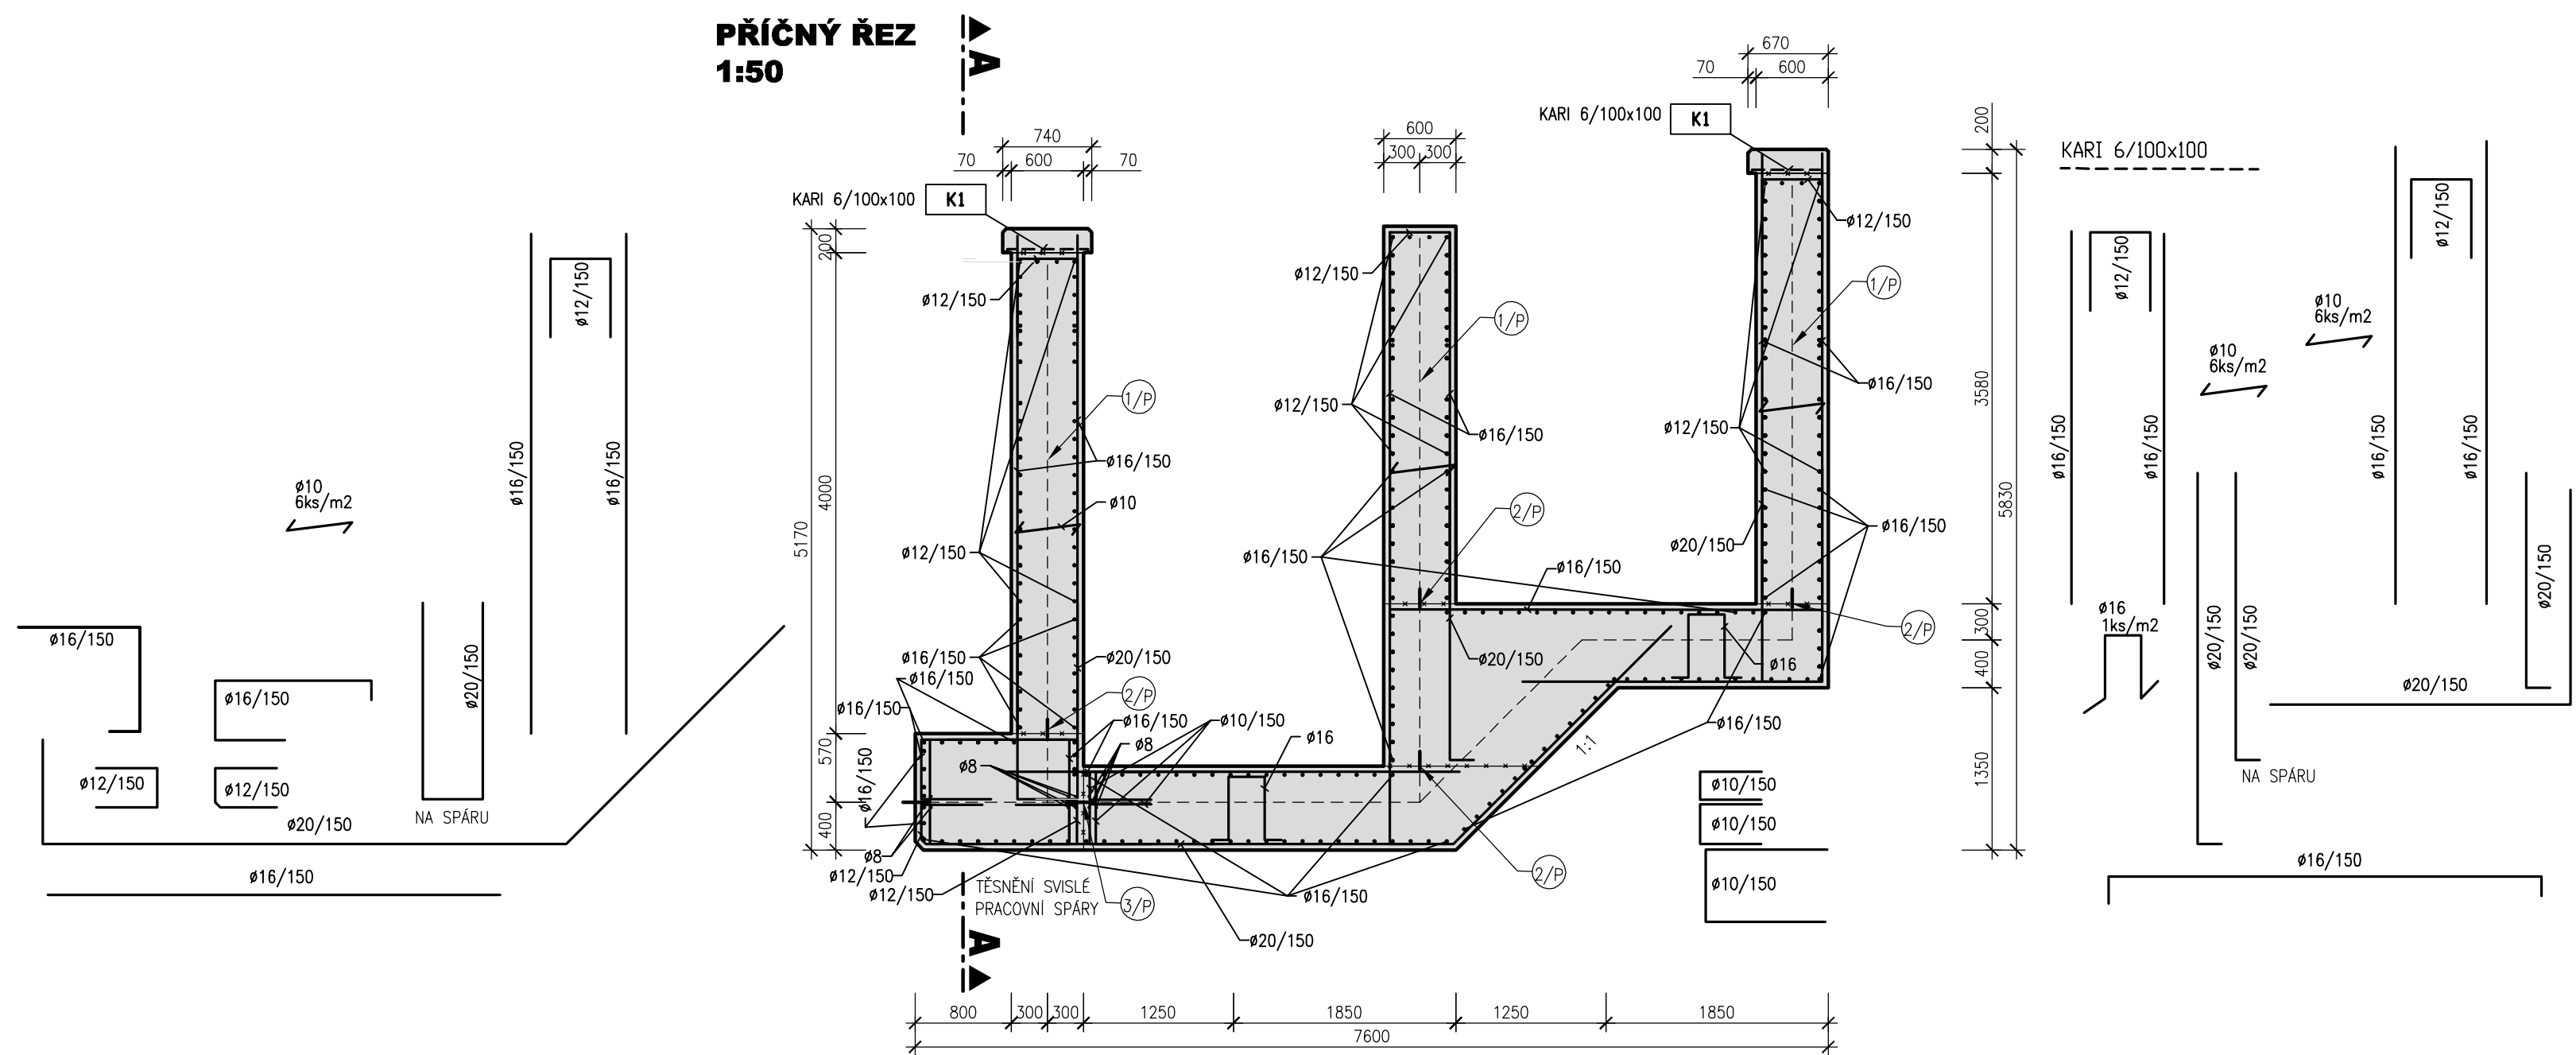 PŘÍČNÝ ŘEZ
1:50
A
670
70
600
KARI 6/100x100
K1
740
70
600
70
KARI 6/100x100
K1
600
300
300
200
5830
3580
300
400
1350
KARI 6/100x100
ø12/150
ø12/150
ø10
6ks/m2
ø10
6ks/m2
ø16/150
ø16/150
ø16/150
ø16/150
ø16
1ks/m2
ø20/150
ø20/150
ø20/150
ø20/150
NA SPÁRU
ø16/150
ø12/150
ø16/150
ø16/150
ø10
6ks/m2
ø16/150
ø16/150
ø12/150
ø12/150
ø20/150
ø20/150
NA SPÁRU
ø16/150
200
4000
5170
570
400
ø12/150
1/P
ø16/150
ø10
ø12/150
ø16/150
ø16/150
ø20/150
2/P
ø16/150
ø16/150
ø16/150
ø8
ø10/150
ø8
ø16
ø8
ø12/150
ø12/150
TĚSNĚNÍ SVISLÉ
PRACOVNÍ SPÁRY
3/P
ø16/150
ø20/150
ø12/150
1/P
ø12/150
ø16/150
2/P
ø16/150
ø16/150
ø20/150
2/P
1:1
ø12/150
1/P
ø16/150
ø12/150
ø20/150
ø16/150
2/P
ø16
ø16/150
ø10/150
ø10/150
ø10/150
A
800
300
300
1250
1850
1250
1850
7600